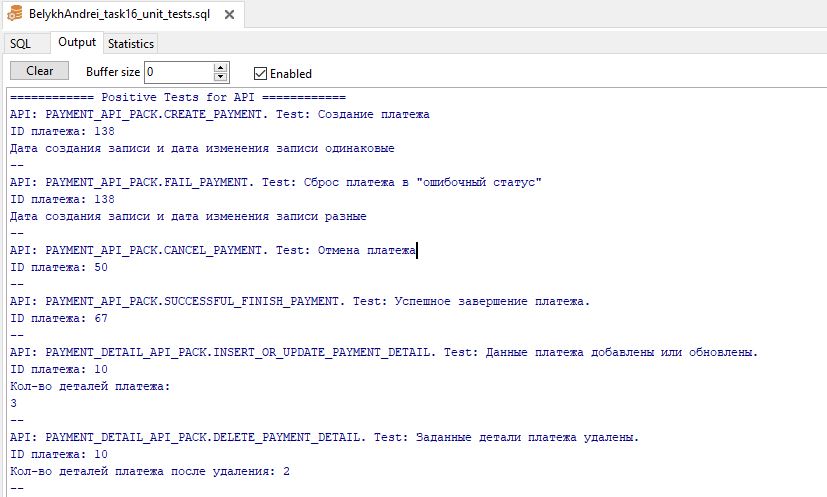 BelykhAndrei_task16_unit_tests.sql
SQL Output Statistics
Clear Buffer size 0 Enabled
============ Positive Tests for API ============
API: PAYMENT_API_PACK.CREATE_PAYMENT. Test: Создание платежа
ID платежа: 138
Дата создания записи и дата изменения записи одинаковые
--
API: PAYMENT_API_PACK.FAIL_PAYMENT. Test: Сброс платежа в "ошибочный статус"
ID платежа: 138
Дата создания записи и дата изменения записи разные
--
API: PAYMENT_API_PACK.CANCEL_PAYMENT. Test: Отмена платежа
ID платежа: 50
--
API: PAYMENT_API_PACK.SUCCESSFUL_FINISH_PAYMENT. Test: Успешное завершение платежа.
ID платежа: 67
--
API: PAYMENT_DETAIL_API_PACK.INSERT_OR_UPDATE_PAYMENT_DETAIL. Test: Данные платежа добавлены или обновлены.
ID платежа: 10
Кол-во деталей платежа:
3
--
API: PAYMENT_DETAIL_API_PACK.DELETE_PAYMENT_DETAIL. Test: Заданные детали платежа удалены.
ID платежа: 10
Кол-во деталей платежа после удаления: 2
--